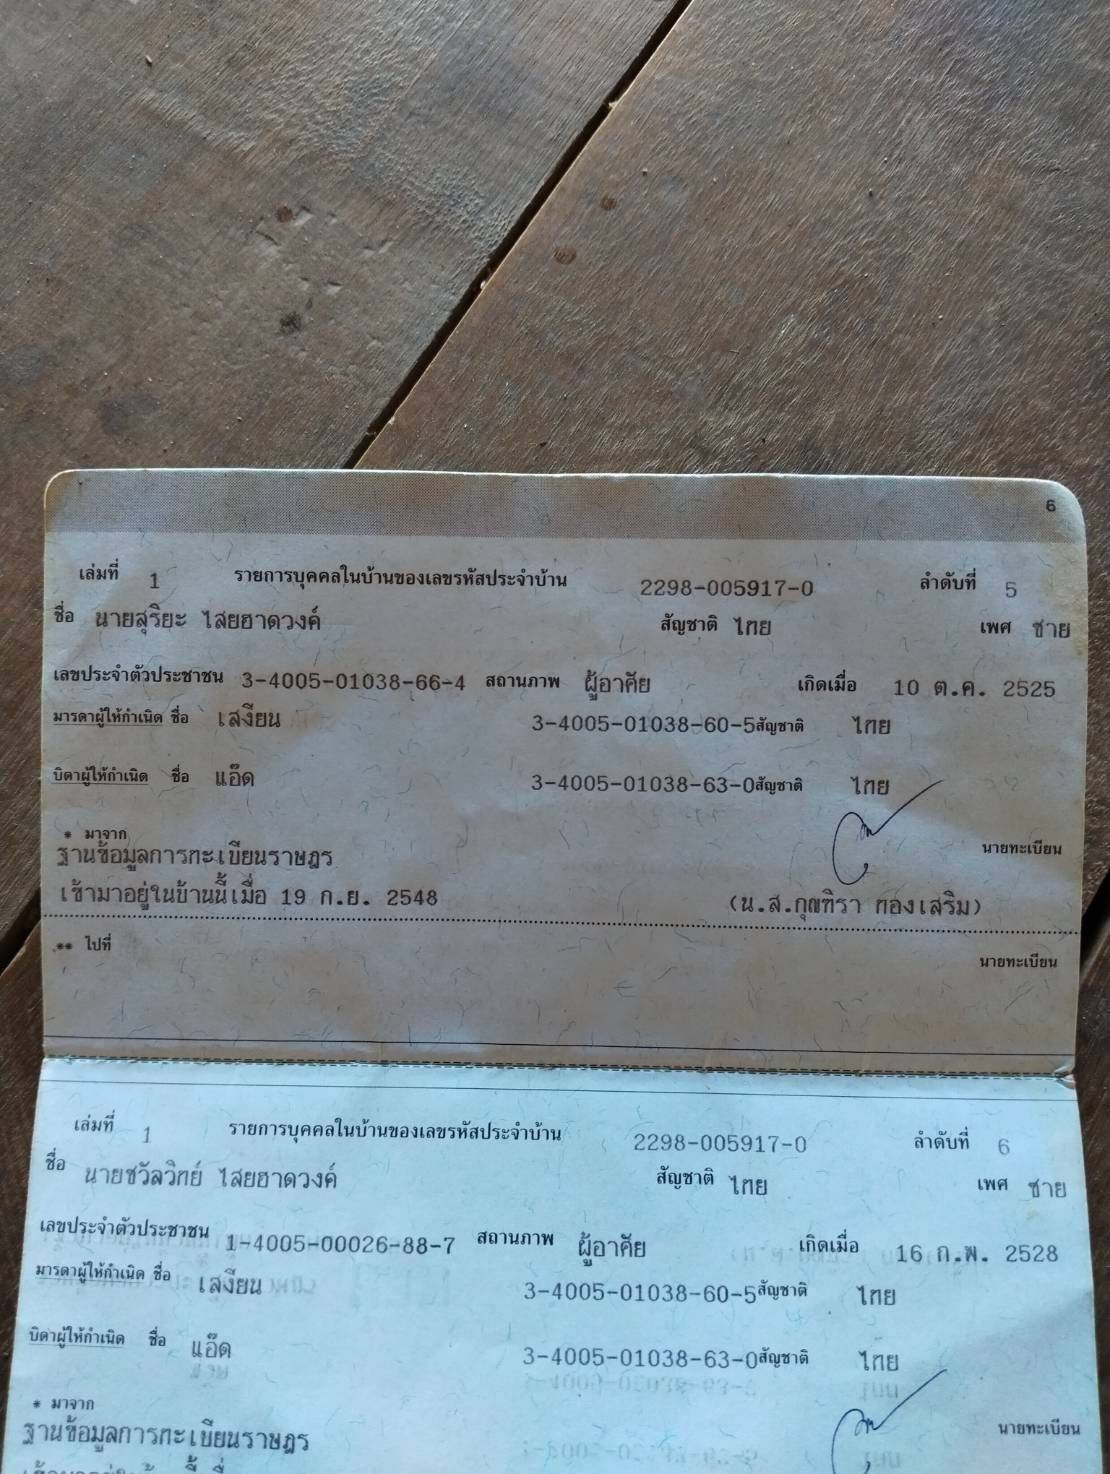 6
เล่มที่ 1 รายการบุคคลในบ้านของเลขรหัสประจำบ้าน 2298-005917-0 ลำดับที่ 5
ชื่อ นายสุริยะ ไสยฮาดวงค์ สัญชาติ ไทย เพศ ชาย
เลขประจำตัวประชาชน 3-4005-01038-66-4 สถานภาพ ผู้อาศัย เกิดเมื่อ 10 ต.ค. 2525
มารดาผู้ให้กำเนิด ชื่อ เสงียน 3-4005-01038-60-5 สัญชาติ ไทย
บิดาผู้ให้กำเนิด ชื่อ แอ๊ด 3-4005-01038-63-0 สัญชาติ ไทย
* มาจาก
ฐานข้อมูลการทะเบียนราษฎร นายทะเบียน
เข้ามาอยู่ในบ้านนี้เมื่อ 19 ก.ย. 2548 (น.ส.กุณฑิรา ทองเสริม)
** ไปที่ นายทะเบียน
เล่มที่ 1 รายการบุคคลในบ้านของเลขรหัสประจำบ้าน 2298-005917-0 ลำดับที่ 6
ชื่อ นายชวัลวิทย์ ไสยฮาดวงค์ สัญชาติ ไทย เพศ ชาย
เลขประจำตัวประชาชน 1-4005-00026-88-7 สถานภาพ ผู้อาศัย เกิดเมื่อ 16 ก.พ. 2528
มารดาผู้ให้กำเนิด ชื่อ เสงียน 3-4005-01038-60-5 สัญชาติ ไทย
บิดาผู้ให้กำเนิด ชื่อ แอ๊ด 3-4005-01038-63-0 สัญชาติ ไทย
* มาจาก
ฐานข้อมูลการทะเบียนราษฎร นายทะเบียน